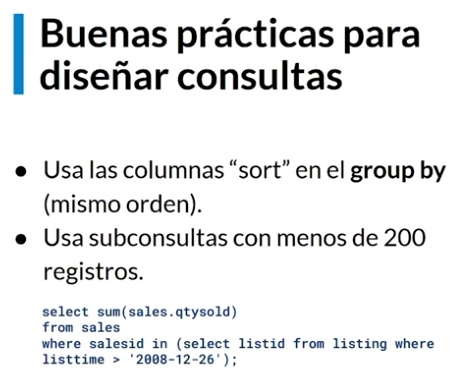 Buenas prácticas para
diseñar consultas
● Usa las columnas “sort” en el group by
(mismo orden).
● Usa subconsultas con menos de 200
registros.
select sum(sales.qtysold)
from sales
where salesid in (select listid from listing where
listtime > '2008-12-26');